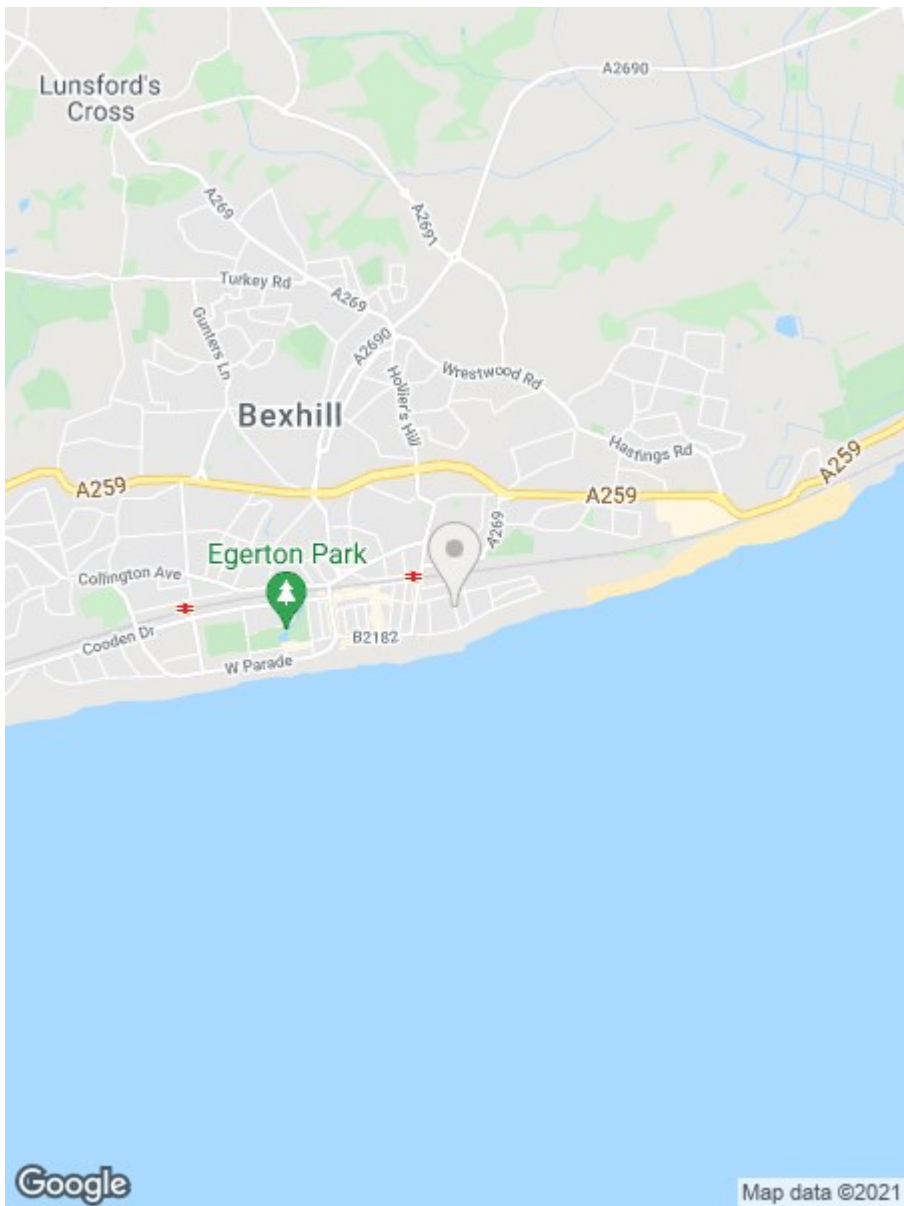 A2690
Lunsford's
Cross
A269
A2691
Turkey Rd
A269
Gunters Ln
A2690
Hollier's Hill
Wrestwood Rd
Bexhill
Hastings Rd
A259
A259
A259
A269
Egerton Park
Collington Ave
Cooden Dr
B2182
W Parade
Google
Map data ©2021